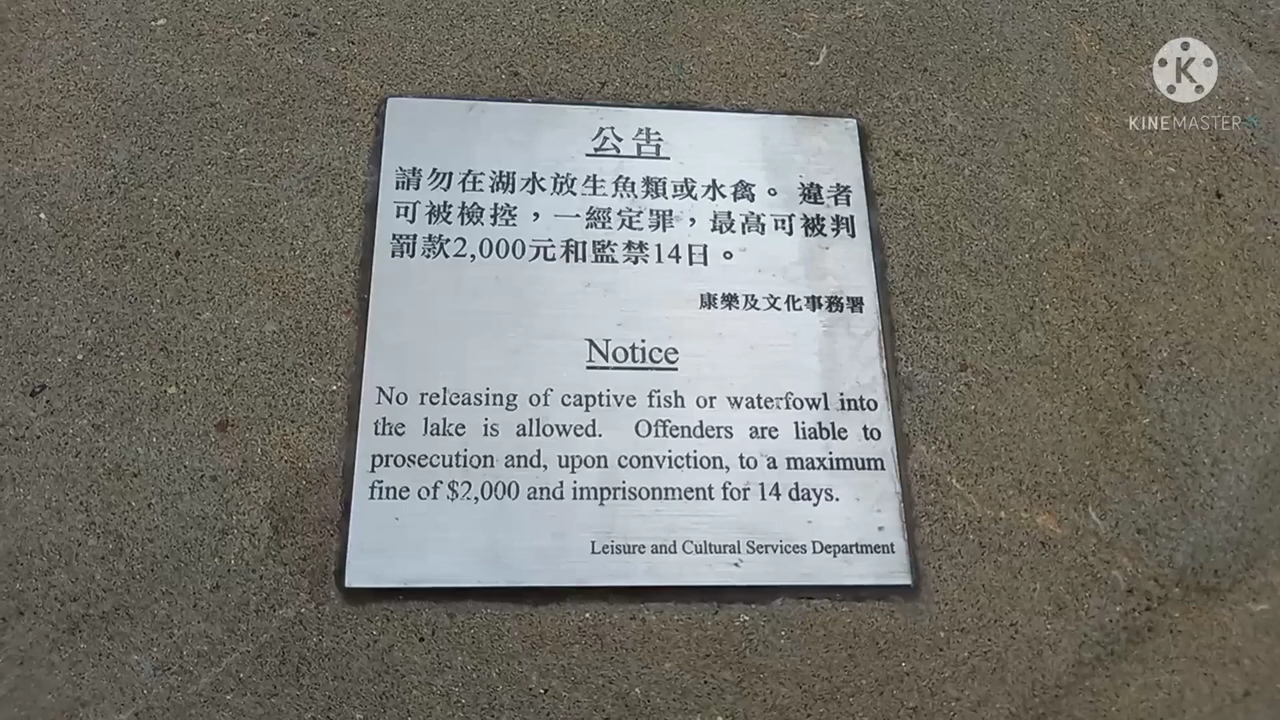 公告
請勿在湖水放生魚類或水禽。 違者
可被檢控，一經定罪，最高可被判
罰款2,000元和監禁14日。
康樂及文化事務署
Notice
No releasing of captive fish or waterfowl into
the lake is allowed. Offenders are liable to
prosecution and, upon conviction, to a maximum
fine of $2,000 and imprisonment for 14 days.
Leisure and Cultural Services Department
K
KINEMASTER